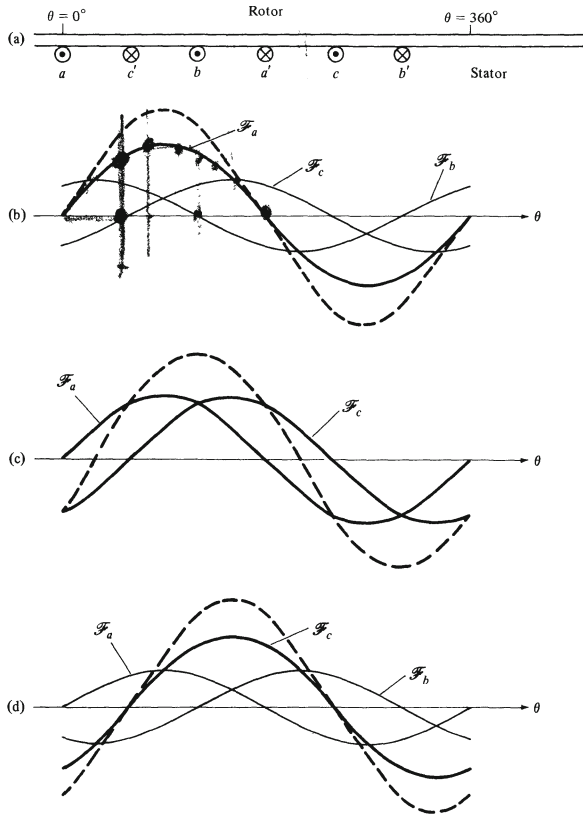 θ = 0° Rotor θ = 360°
(a)
a c′ b a′ c b′ Stator
ℱa
ℱc ℱb
(b) θ
ℱa ℱc
(c) θ
ℱa ℱc
ℱb
(d) θ